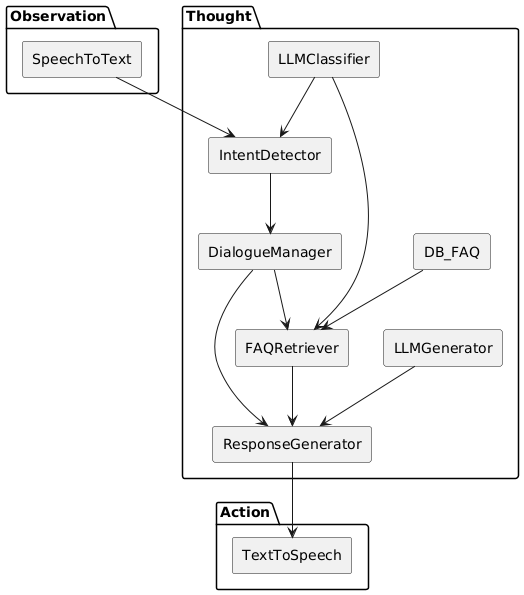 Observation
Thought
SpeechToText
LLMClassifier
IntentDetector
DialogueManager
DB_FAQ
FAQRetriever
LLMGenerator
ResponseGenerator
Action
TextToSpeech